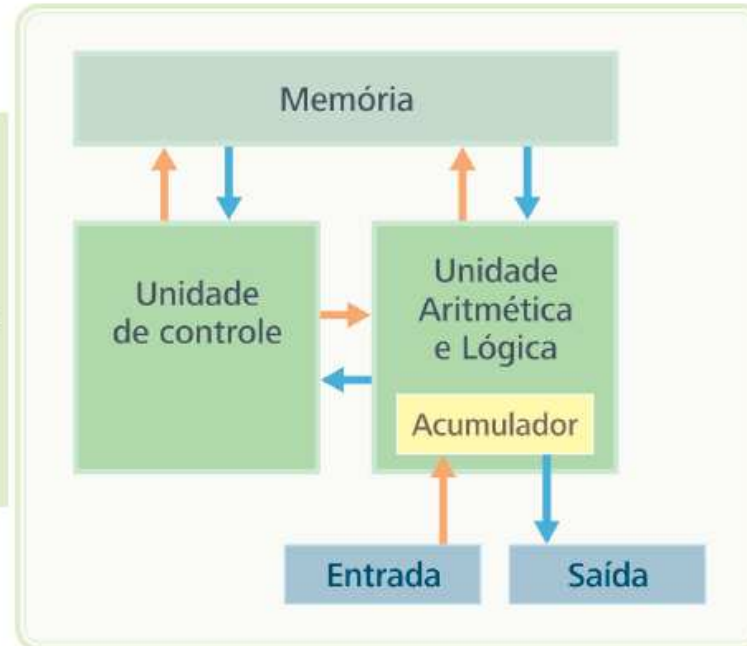 Memória
Unidade
de controle
Unidade
Aritmética
e Lógica
Acumulador
Entrada
Saída